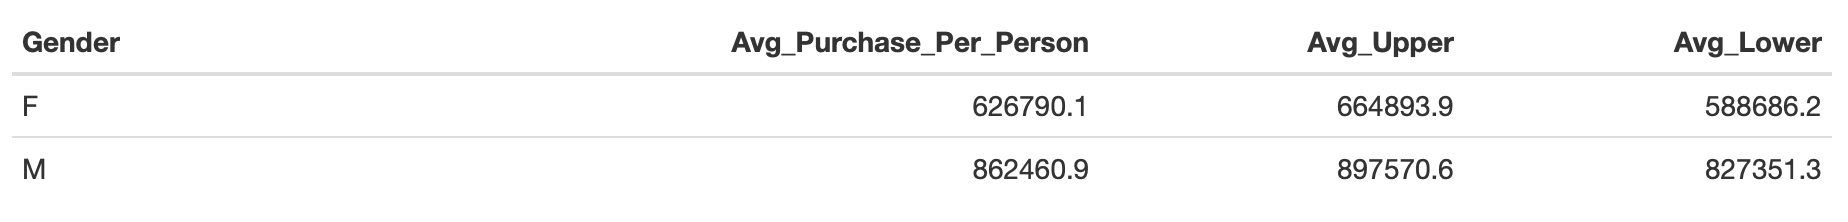 Gender Avg_Purchase_Per_Person Avg_Upper Avg_Lower
F 626790.1 664893.9 588686.2
M 862460.9 897570.6 827351.3